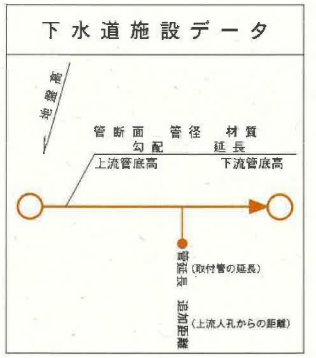 下水道施設データ
地盤高
管断面 管径 材質
勾配 延長
上流管底高 下流管底高
管延長 (取付管の延長)
追加距離 (上流人孔からの距離)